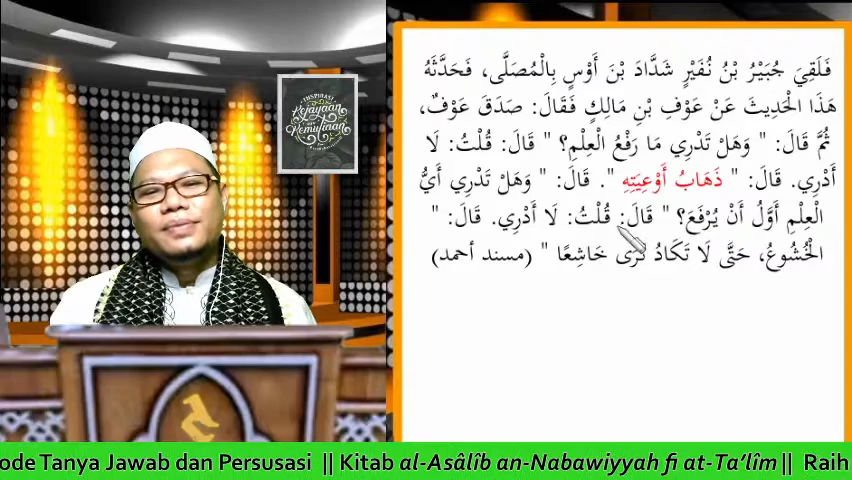 INSPIRASI
Kejayaan
dan
Kemuliaan
فَلَقِيَ جُبَيْرُ بْنُ نُفَيْرٍ شَدَّادَ بْنَ أَوْسٍ بِالْمُصَلَّى، فَحَدَّثَهُ
هَذَا الْحَدِيثَ عَنْ عَوْفِ بْنِ مَالِكٍ فَقَالَ: صَدَقَ عَوْفٌ،
ثُمَّ قَالَ: " وَهَلْ تَدْرِي مَا رَفْعُ الْعِلْمِ؟ " قَالَ: قُلْتُ: لَا
أَدْرِي. قَالَ: " ذَهَابُ أَوْعِيَتِهِ ". قَالَ: " وَهَلْ تَدْرِي أَيُّ
الْعِلْمِ أَوَّلُ أَنْ يُرْفَعَ؟ " قَالَ: قُلْتُ: لَا أَدْرِي. قَالَ: "
الْخُشُوعُ، حَتَّى لَا تَكَادُ تَرَى خَاشِعًا " (مسند أحمد)
ode Tanya Jawab dan Persusasi || Kitab al-Asâlîb an-Nabawiyyah fi at-Ta’lîm || Raih